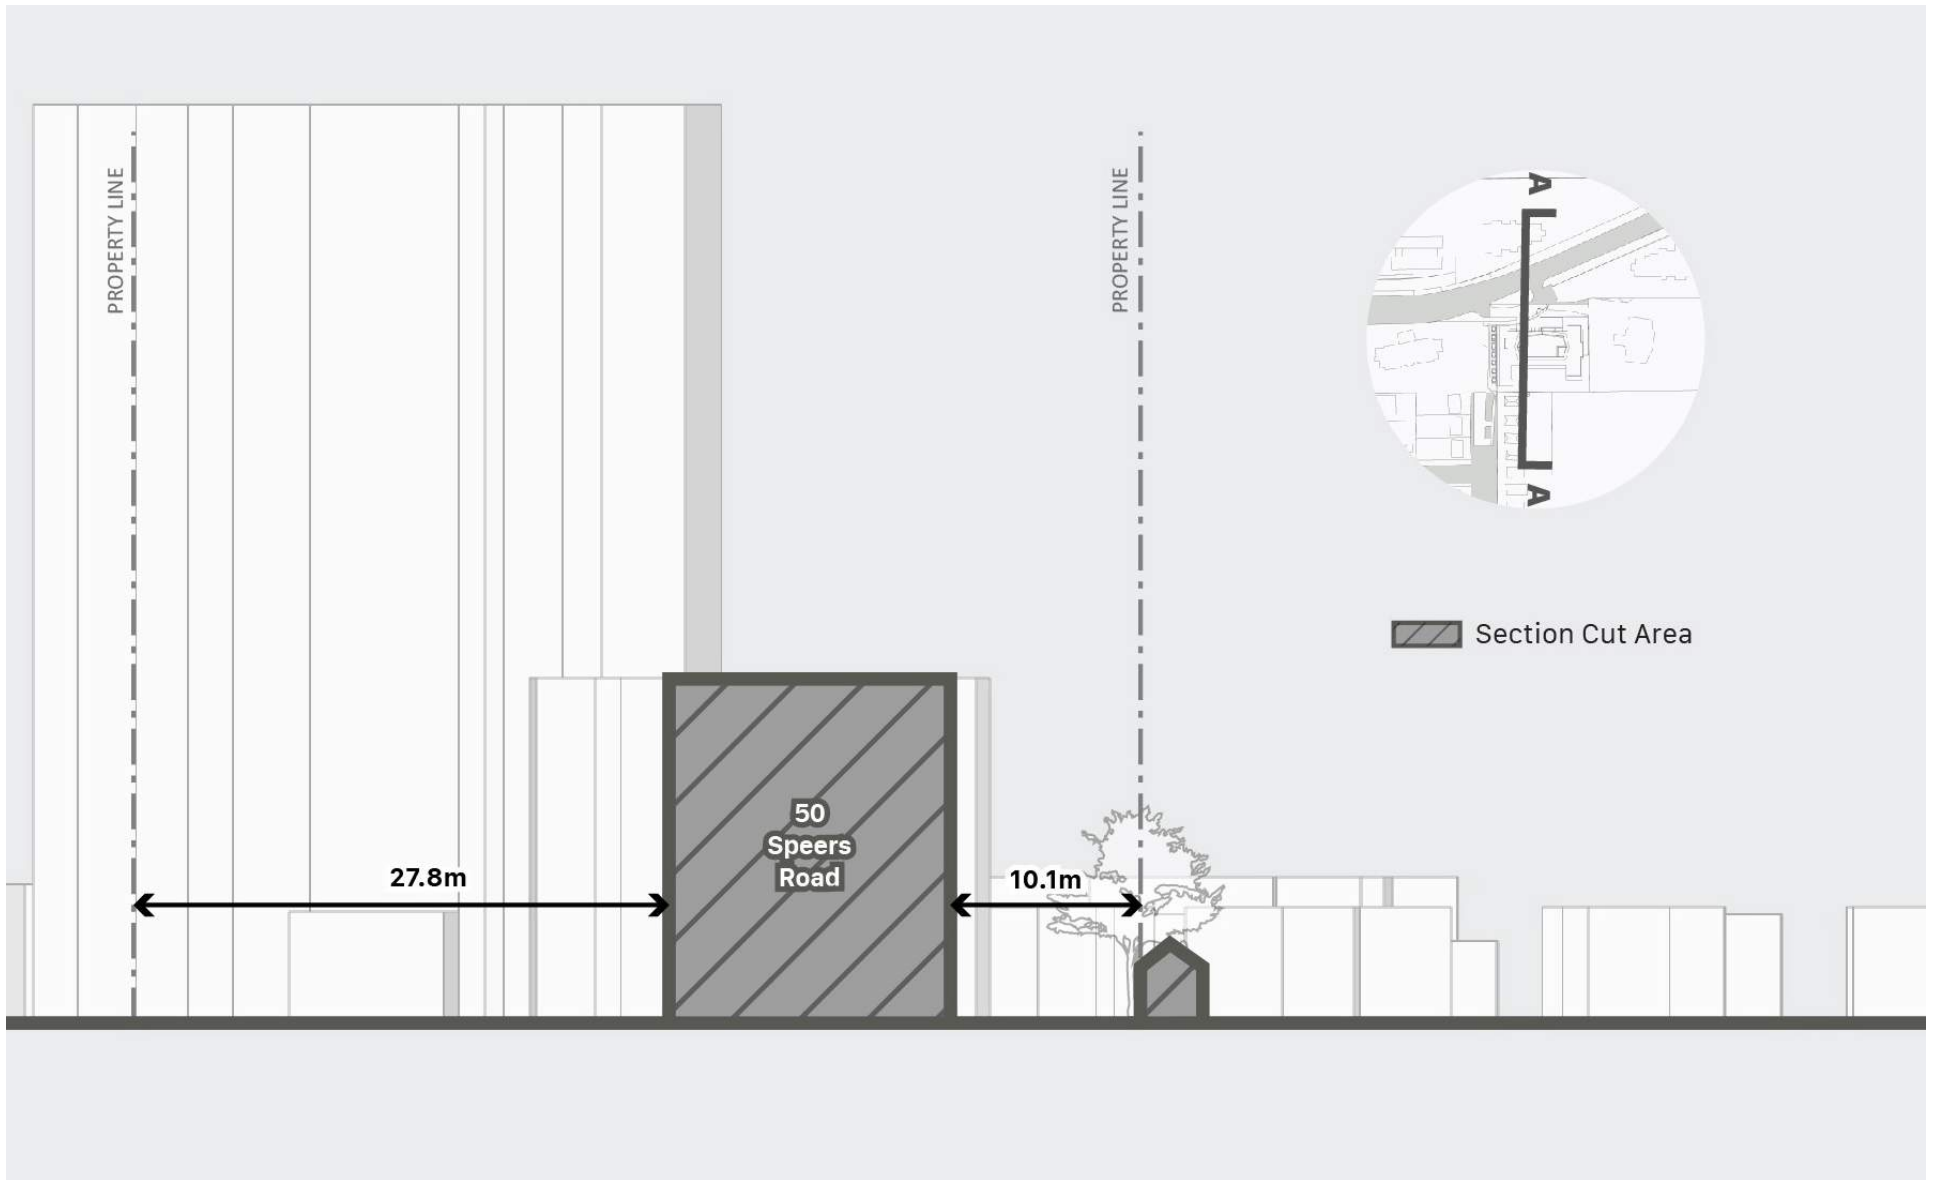 PROPERTY LINE
PROPERTY LINE
A
A
Section Cut Area
50
Speers
Road
27.8m
10.1m